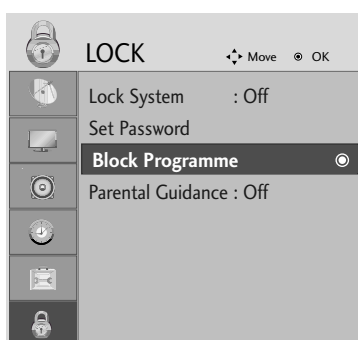 LOCK Move OK
Lock System : Off
Set Password
Block Programme
Parental Guidance : Off